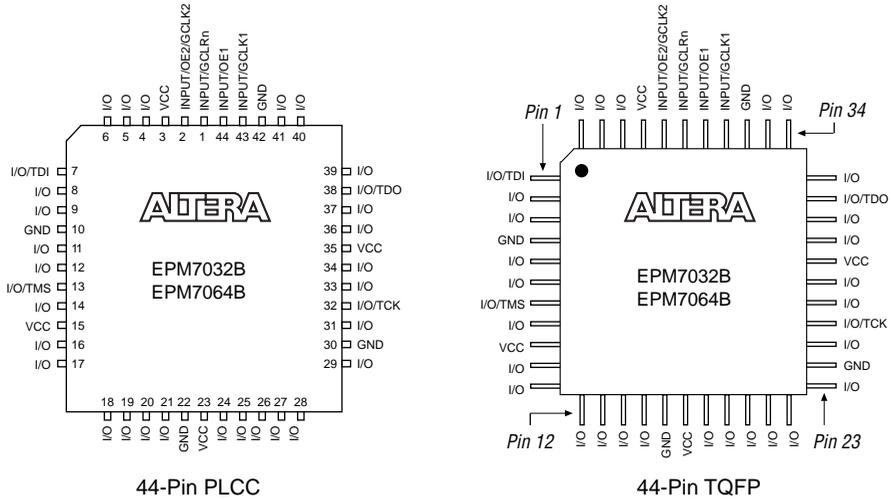 I/O I/O I/O VCC INPUT/OE2/GCLK2 INPUT/GCLRn INPUT/OE1 INPUT/GCLK1 GND I/O I/O
6 5 4 3 2 1 44 43 42 41 40
I/O/TDI 7 39 I/O
I/O 8 38 I/O/TDO
I/O 9 37 I/O
GND 10 36 I/O
I/O 11 35 VCC
I/O 12 34 I/O
I/O/TMS 13 33 I/O
I/O 14 32 I/O/TCK
VCC 15 31 I/O
I/O 16 30 GND
I/O 17 29 I/O
ALTERA
EPM7032B
EPM7064B
18 19 20 21 22 23 24 25 26 27 28
I/O I/O I/O I/O GND VCC I/O I/O I/O I/O I/O
44-Pin PLCC
I/O I/O I/O VCC INPUT/OE2/GCLK2 INPUT/GCLRn INPUT/OE1 INPUT/GCLK1 GND I/O I/O
Pin 1 Pin 34
I/O/TDI I/O
I/O I/O/TDO
I/O I/O
GND I/O
I/O VCC
I/O I/O
I/O/TMS I/O
I/O I/O/TCK
VCC I/O
I/O GND
I/O I/O
ALTERA
EPM7032B
EPM7064B
Pin 12 Pin 23
I/O I/O I/O I/O GND VCC I/O I/O I/O I/O I/O
44-Pin TQFP